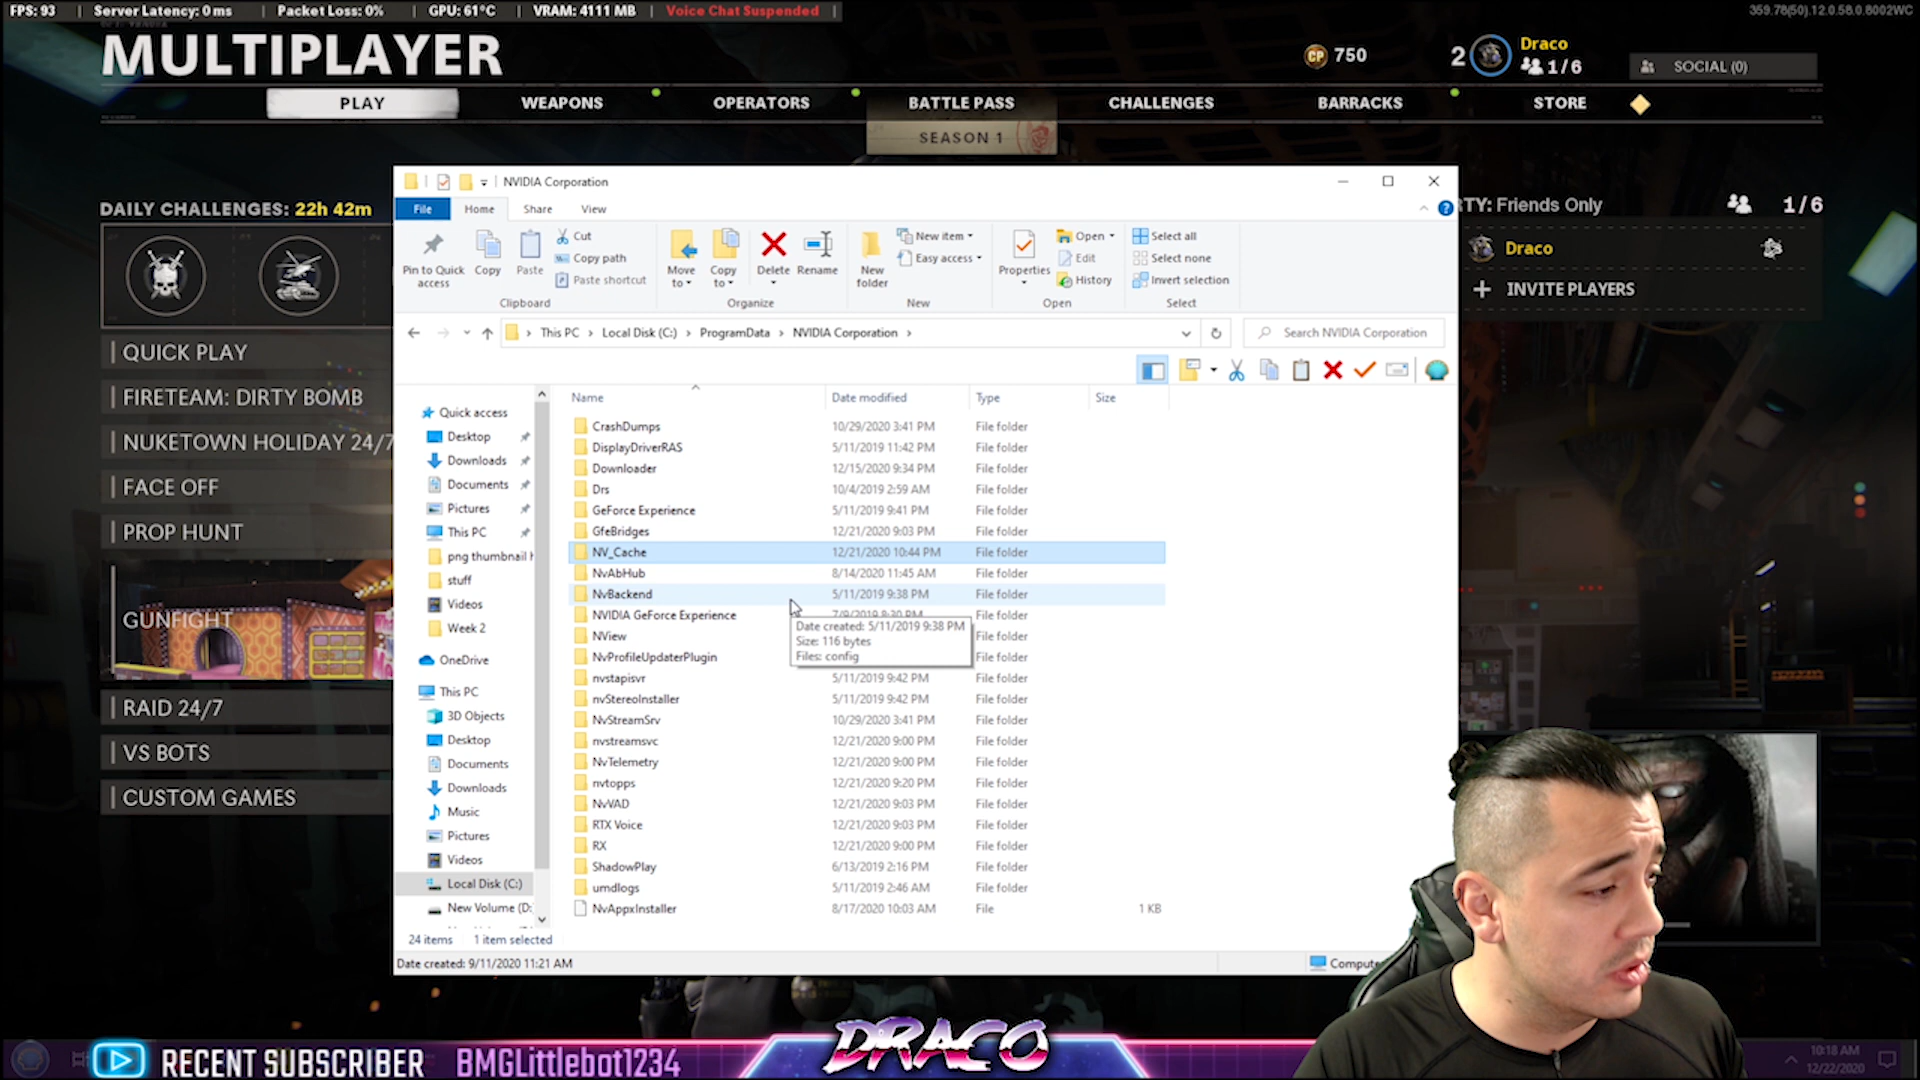 FPS: 93 | Server Latency: 0 ms | Packet Loss: 0% | GPU: 61°C | VRAM: 4111 MB | Voice Chat Suspended |
359.78(50).12.0.58.0.8002WC
MULTIPLAYER
CP 750
2 Draco
1/6
SOCIAL (0)
PLAY WEAPONS OPERATORS BATTLE PASS CHALLENGES BARRACKS STORE
SEASON 1
DAILY CHALLENGES: 22h 42m
QUICK PLAY
FIRETEAM: DIRTY BOMB
NUKETOWN HOLIDAY 24/7
FACE OFF
PROP HUNT
GUNFIGHT
RAID 24/7
VS BOTS
CUSTOM GAMES
RTY: Friends Only 1/6
Draco
INVITE PLAYERS
NVIDIA Corporation
File Home Share View
Pin to Quick access
Copy
Paste
Cut
Copy path
Paste shortcut
Clipboard
Move to
Copy to
Delete
Rename
Organize
New folder
New item
Easy access
New
Properties
Open
Edit
History
Open
Select all
Select none
Invert selection
Select
This PC > Local Disk (C:) > ProgramData > NVIDIA Corporation >
Search NVIDIA Corporation
Quick access
Desktop
Downloads
Documents
Pictures
This PC
png thumbnail h
stuff
Videos
Week 2
OneDrive
This PC
3D Objects
Desktop
Documents
Downloads
Music
Pictures
Videos
Local Disk (C:)
New Volume (D:
Name Date modified Type Size
CrashDumps 10/29/2020 3:41 PM File folder
DisplayDriverRAS 5/11/2019 11:42 PM File folder
Downloader 12/15/2020 9:34 PM File folder
Drs 10/4/2019 2:59 AM File folder
GeForce Experience 5/11/2019 9:41 PM File folder
GfeBridges 12/21/2020 9:03 PM File folder
NV_Cache 12/21/2020 10:44 PM File folder
NvAbHub 8/14/2020 11:45 AM File folder
NvBackend 5/11/2019 9:38 PM File folder
NVIDIA GeForce Experience File folder
NView File folder
NvProfileUpdaterPlugin File folder
nvstapisvr 5/11/2019 9:42 PM File folder
nvStereoInstaller 5/11/2019 9:42 PM File folder
NvStreamSrv 10/29/2020 3:41 PM File folder
nvstreamsvc 12/21/2020 9:00 PM File folder
NvTelemetry 12/21/2020 9:00 PM File folder
nvtopps 12/21/2020 9:20 PM File folder
NvVAD 12/21/2020 9:03 PM File folder
RTX Voice 12/21/2020 9:03 PM File folder
RX 12/21/2020 9:00 PM File folder
ShadowPlay 6/13/2019 2:16 PM File folder
umdlogs 5/11/2019 2:46 AM File folder
NvAppxInstaller 8/17/2020 10:03 AM File 1 KB
Date created: 5/11/2019 9:38 PM
Size: 116 bytes
Files: config
24 items 1 item selected
Date created: 9/11/2020 11:21 AM
Compute
RECENT SUBSCRIBER BMGLittlebot1234
DRACO
10:18 AM
12/22/2020